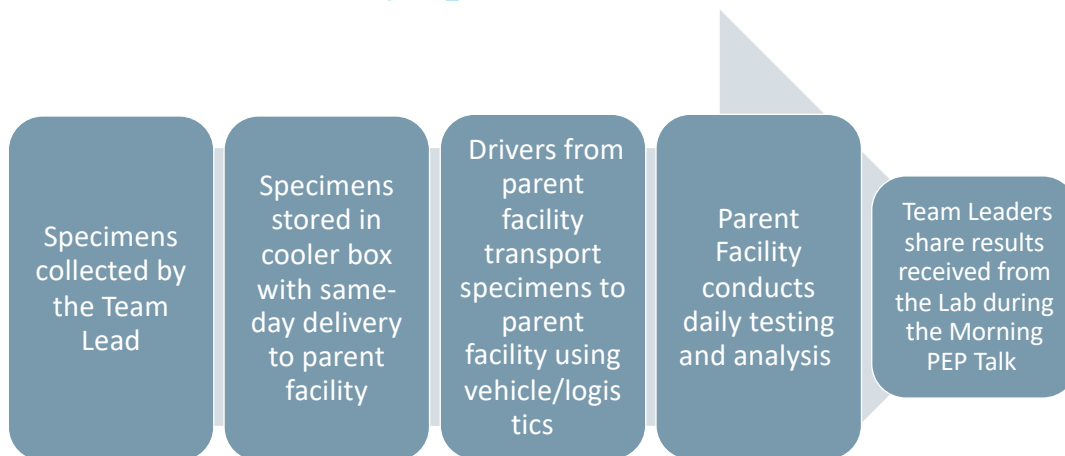 Specimens
collected by
the Team
Lead
Specimens
stored in
cooler box
with same-
day delivery
to parent
facility
Drivers from
parent
facility
transport
specimens to
parent
facility using
vehicle/logis
tics
Parent
Facility
conducts
daily testing
and analysis
Team Leaders
share results
received from
the Lab during
the Morning
PEP Talk